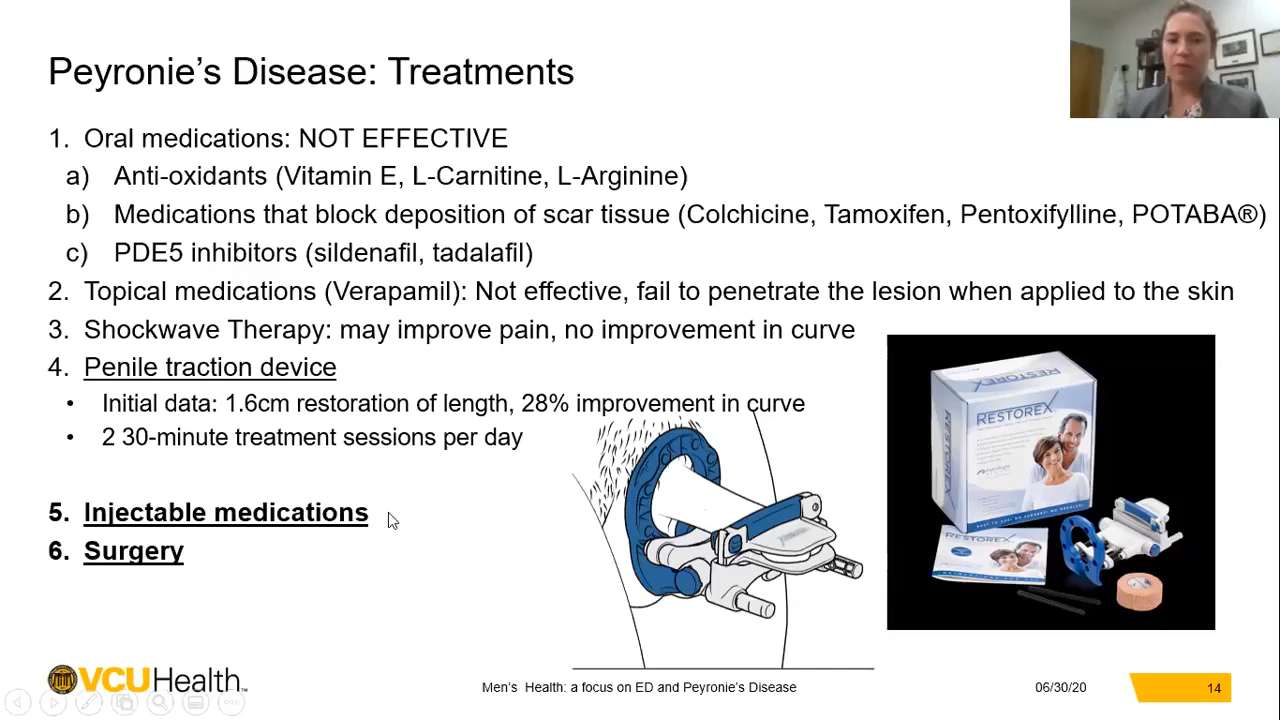 Peyronie’s Disease: Treatments
1. Oral medications: NOT EFFECTIVE
a) Anti-oxidants (Vitamin E, L-Carnitine, L-Arginine)
b) Medications that block deposition of scar tissue (Colchicine, Tamoxifen, Pentoxifylline, POTABA®)
c) PDE5 inhibitors (sildenafil, tadalafil)
2. Topical medications (Verapamil): Not effective, fail to penetrate the lesion when applied to the skin
3. Shockwave Therapy: may improve pain, no improvement in curve
4. Penile traction device
• Initial data: 1.6cm restoration of length, 28% improvement in curve
• 2 30-minute treatment sessions per day
5. Injectable medications
6. Surgery
RESTOREX
RESTOREX
RESTOREX
RESTOREX
VCUHealth™
Men’s Health: a focus on ED and Peyronie’s Disease
06/30/20
14